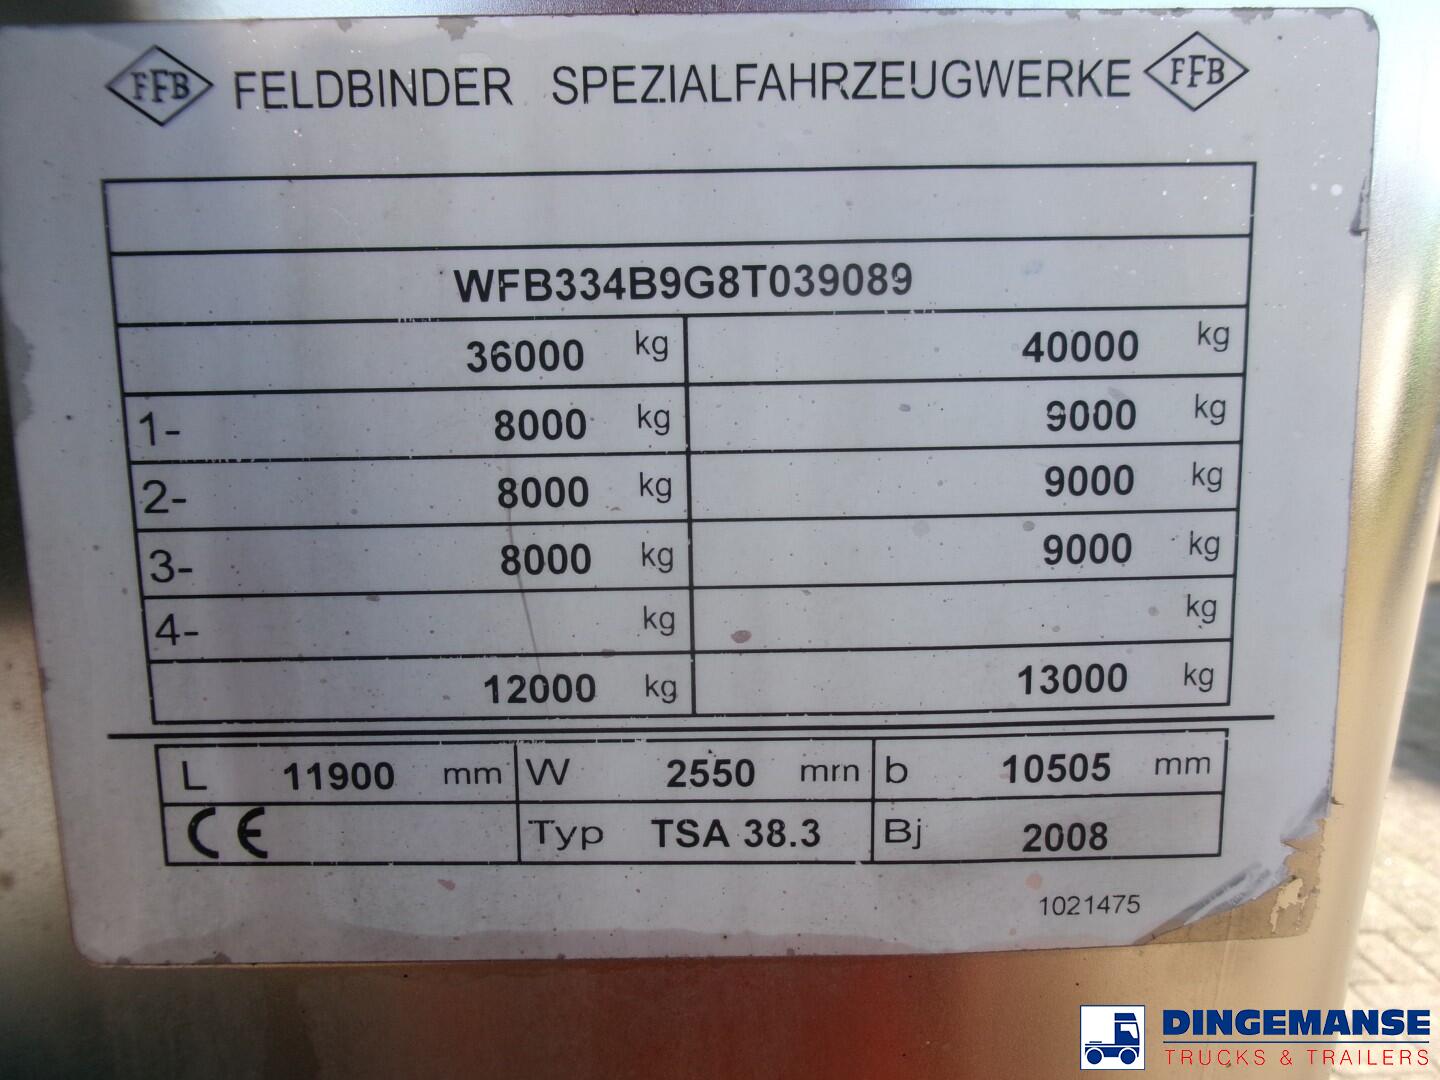 FFB FELDBINDER SPEZIALFAHRZEUGWERKE FFB
WFB334B9G8T039089
36000 kg 40000 kg
1- 8000 kg 9000 kg
2- 8000 kg 9000 kg
3- 8000 kg 9000 kg
4- kg kg
12000 kg 13000 kg
L 11900 mm W 2550 mm b 10505 mm
CE Typ TSA 38.3 Bj 2008
1021475
DINGEMANSE
TRUCKS & TRAILERS